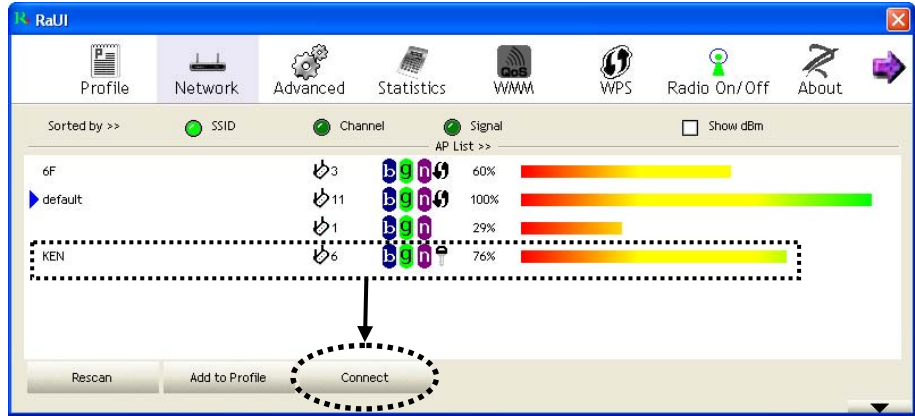 RaUI
Profile Network Advanced Statistics QoS WMM WPS Radio On/Off About
Sorted by >> SSID Channel Signal Show dBm
AP List >>
6F 3 b g n 60%
default 11 b g n 100%
1 b g n 29%
KEN 6 b g n 76%
Rescan Add to Profile Connect